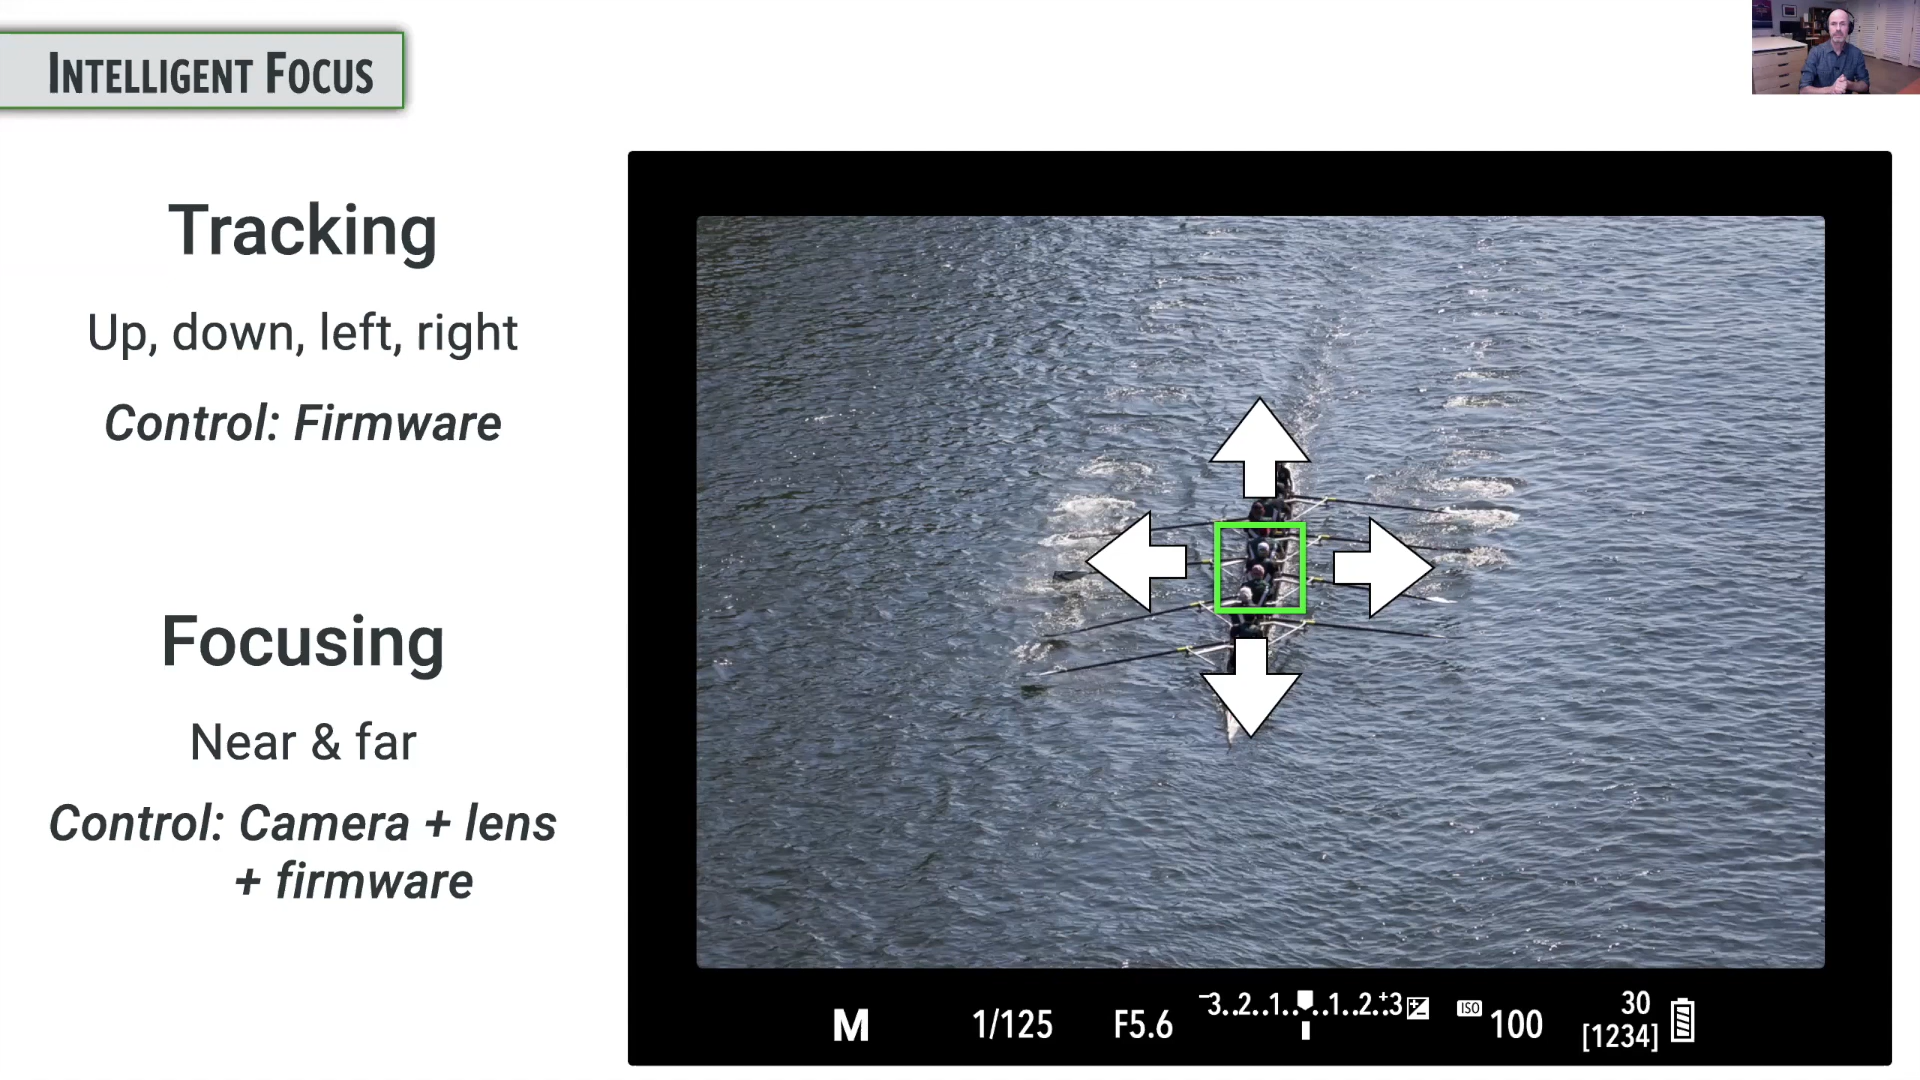 INTELLIGENT FOCUS
Tracking
Up, down, left, right
Control: Firmware
Focusing
Near & far
Control: Camera + lens
+ firmware
M
1/125
F5.6
-3..2..1.. ..1..2..+3
ISO 100
30
[1234]